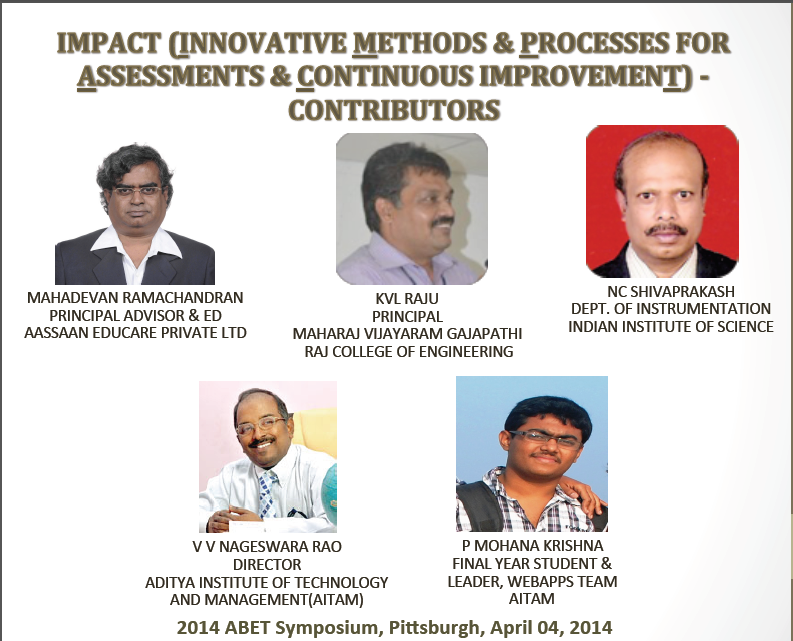 IMPACT (INNOVATIVE METHODS & PROCESSES FOR
ASSESSMENTS & CONTINUOUS IMPROVEMENT) -
CONTRIBUTORS
MAHADEVAN RAMACHANDRAN
PRINCIPAL ADVISOR & ED
AASSAAN EDUCARE PRIVATE LTD
KVL RAJU
PRINCIPAL
MAHARAJ VIJAYARAM GAJAPATHI
RAJ COLLEGE OF ENGINEERING
NC SHIVAPRAKASH
DEPT. OF INSTRUMENTATION
INDIAN INSTITUTE OF SCIENCE
V V NAGESWARA RAO
DIRECTOR
ADITYA INSTITUTE OF TECHNOLOGY
AND MANAGEMENT(AITAM)
P MOHANA KRISHNA
FINAL YEAR STUDENT &
LEADER, WEBAPPS TEAM
AITAM
2014 ABET Symposium, Pittsburgh, April 04, 2014